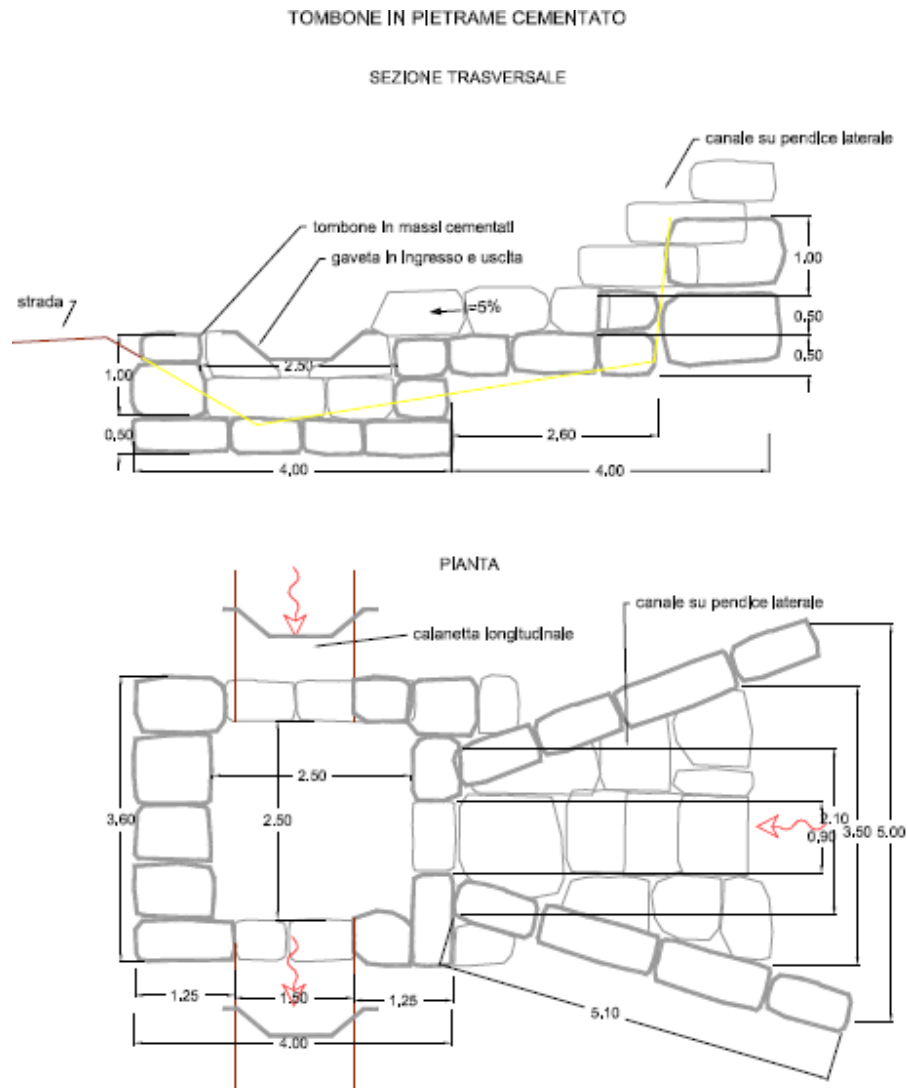 TOMBONE IN PIETRAME CEMENTATO
SEZIONE TRASVERSALE
canale su pendice laterale
tombone in massi cementati
gaveta in ingresso e uscita
strada
i=5%
1.00
0.50
0.50
1.00
2.50
0.50
2.60
4.00
4.00
PIANTA
canale su pendice laterale
calanetta longitudinale
2.50
3.60
2.50
2.10
0.90
3.50
5.00
1.25
1.50
1.25
5.10
4.00